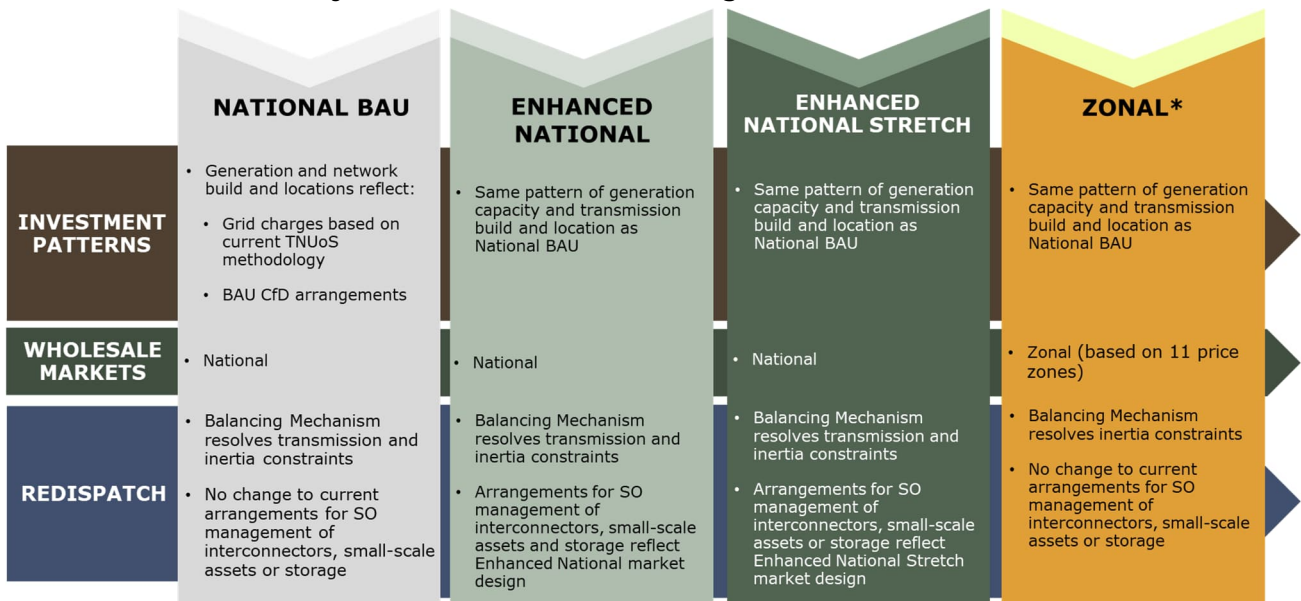 NATIONAL BAU
ENHANCED
NATIONAL
ENHANCED
NATIONAL STRETCH
ZONAL*
INVESTMENT
PATTERNS
• Generation and network
build and locations reflect:
• Grid charges based on
current TNUoS
methodology
• BAU CfD arrangements
• Same pattern of generation
capacity and transmission
build and location as
National BAU
• Same pattern of generation
capacity and transmission
build and location as
National BAU
• Same pattern of generation
capacity and transmission
build and location as
National BAU
WHOLESALE
MARKETS
• National
• National
• National
• Zonal (based on 11 price
zones)
REDISPATCH
• Balancing Mechanism
resolves transmission and
inertia constraints
• No change to current
arrangements for SO
management of
interconnectors, small-scale
assets or storage
• Balancing Mechanism
resolves transmission and
inertia constraints
• Arrangements for SO
management of
interconnectors, small-scale
assets and storage reflect
Enhanced National market
design
• Balancing Mechanism
resolves transmission and
inertia constraints
• Arrangements for SO
management of
interconnectors, small-scale
assets or storage reflect
Enhanced National Stretch
market design
• Balancing Mechanism
resolves inertia constraints
• No change to current
arrangements for SO
management of
interconnectors, small-scale
assets or storage